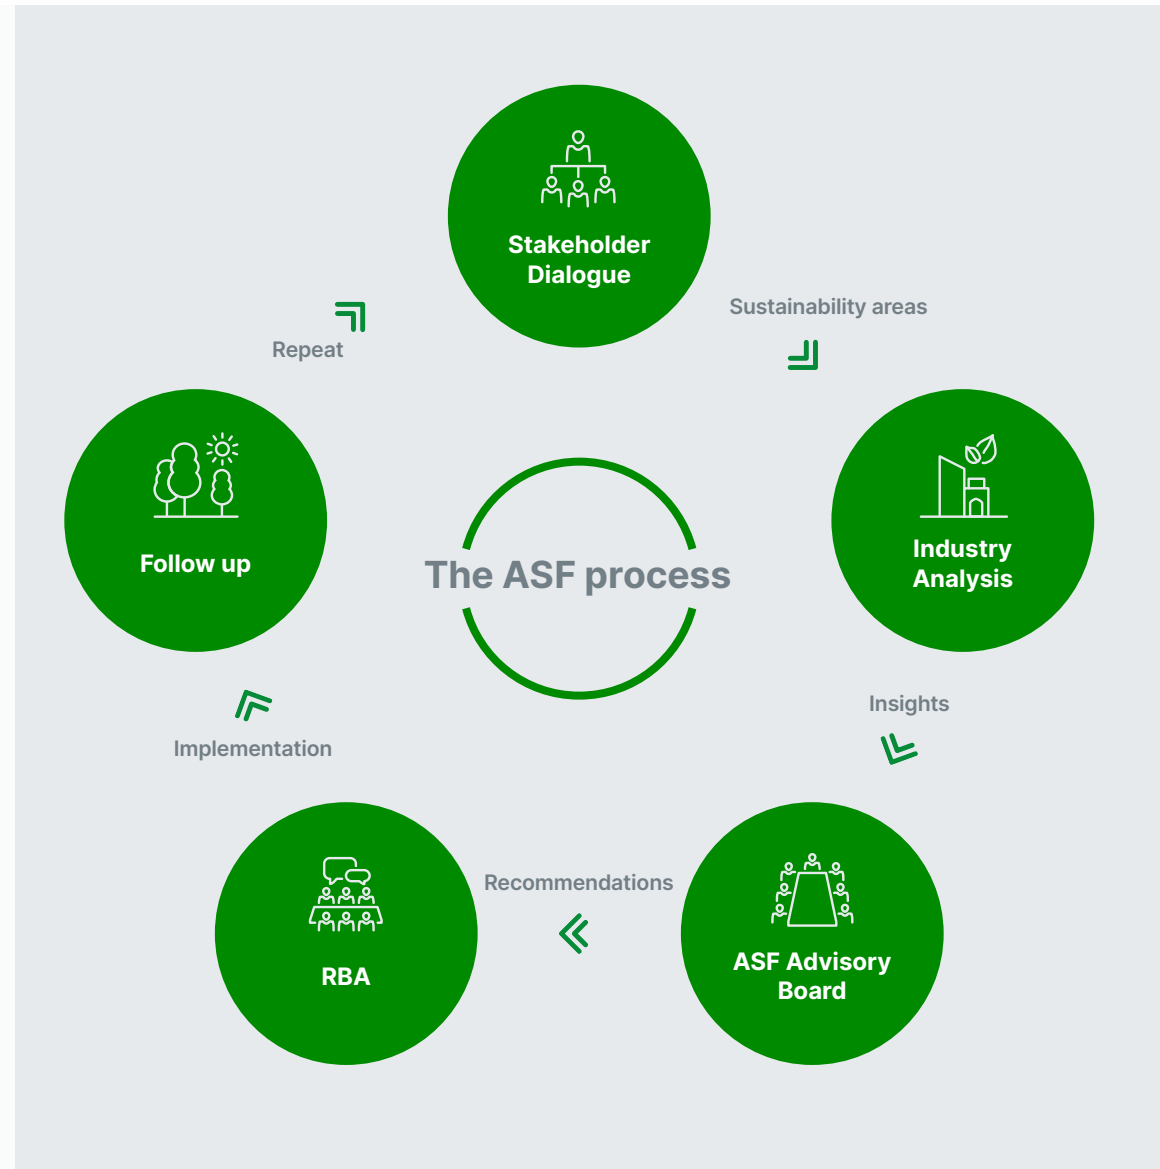 Stakeholder
Dialogue
Sustainability areas
Repeat
Industry
Analysis
Follow up
The ASF process
Insights
Implementation
Recommendations
ASF Advisory
Board
RBA